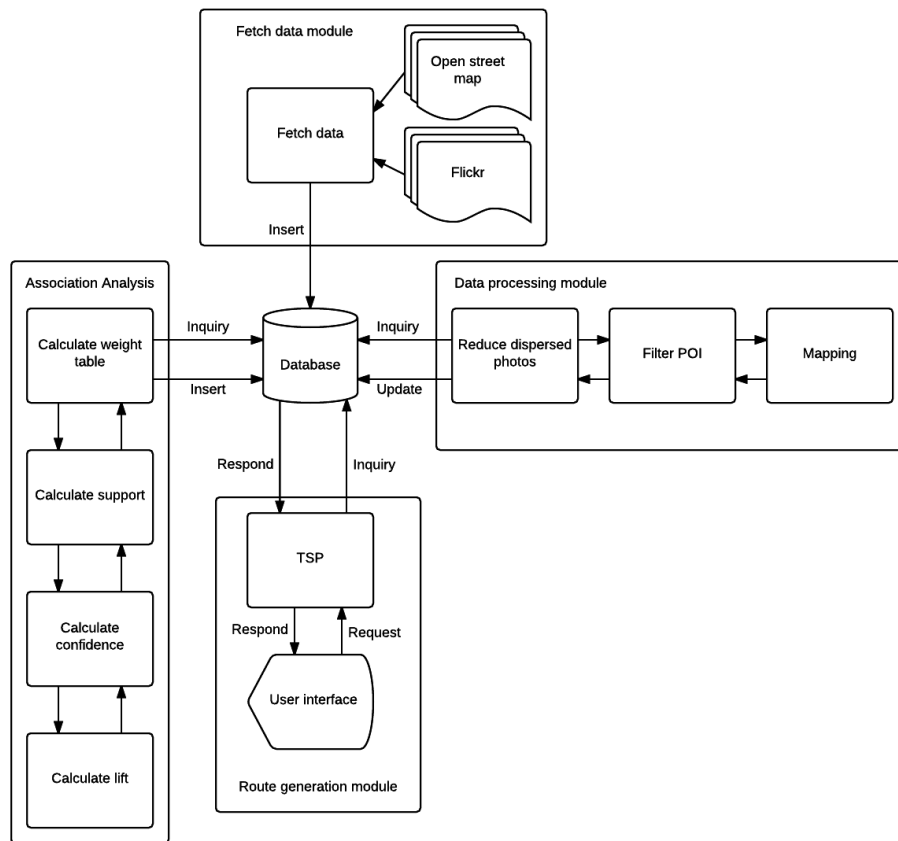 Fetch data module
Open street
map
Fetch data
Flickr
Insert
Association Analysis
Calculate weight
table
Inquiry
Insert
Calculate support
Calculate
confidence
Calculate lift
Database
Data processing module
Inquiry
Update
Reduce dispersed
photos
Filter POI
Mapping
Respond
Inquiry
TSP
Respond
Request
User interface
Route generation module